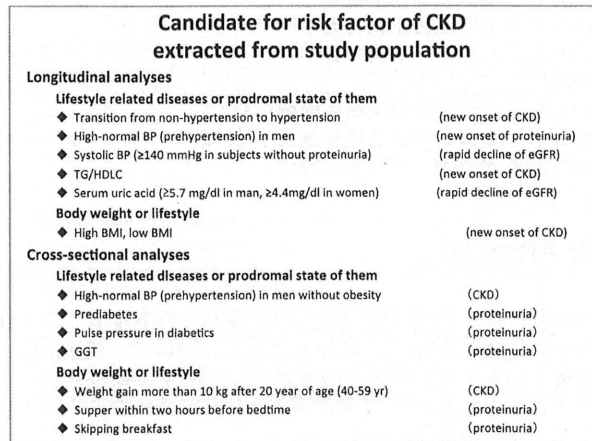 Candidate for risk factor of CKD
extracted from study population
Longitudinal analyses
Lifestyle related diseases or prodromal state of them
◆ Transition from non-hypertension to hypertension (new onset of CKD)
◆ High-normal BP (prehypertension) in men (new onset of proteinuria)
◆ Systolic BP (≥140 mmHg in subjects without proteinuria) (rapid decline of eGFR)
◆ TG/HDLC (new onset of CKD)
◆ Serum uric acid (≥5.7 mg/dl in man, ≥4.4mg/dl in women) (rapid decline of eGFR)
Body weight or lifestyle
◆ High BMI, low BMI (new onset of CKD)
Cross-sectional analyses
Lifestyle related diseases or prodromal state of them
◆ High-normal BP (prehypertension) in men without obesity (CKD)
◆ Prediabetes (proteinuria)
◆ Pulse pressure in diabetics (proteinuria)
◆ GGT (proteinuria)
Body weight or lifestyle
◆ Weight gain more than 10 kg after 20 year of age (40-59 yr) (CKD)
◆ Supper within two hours before bedtime (proteinuria)
◆ Skipping breakfast (proteinuria)